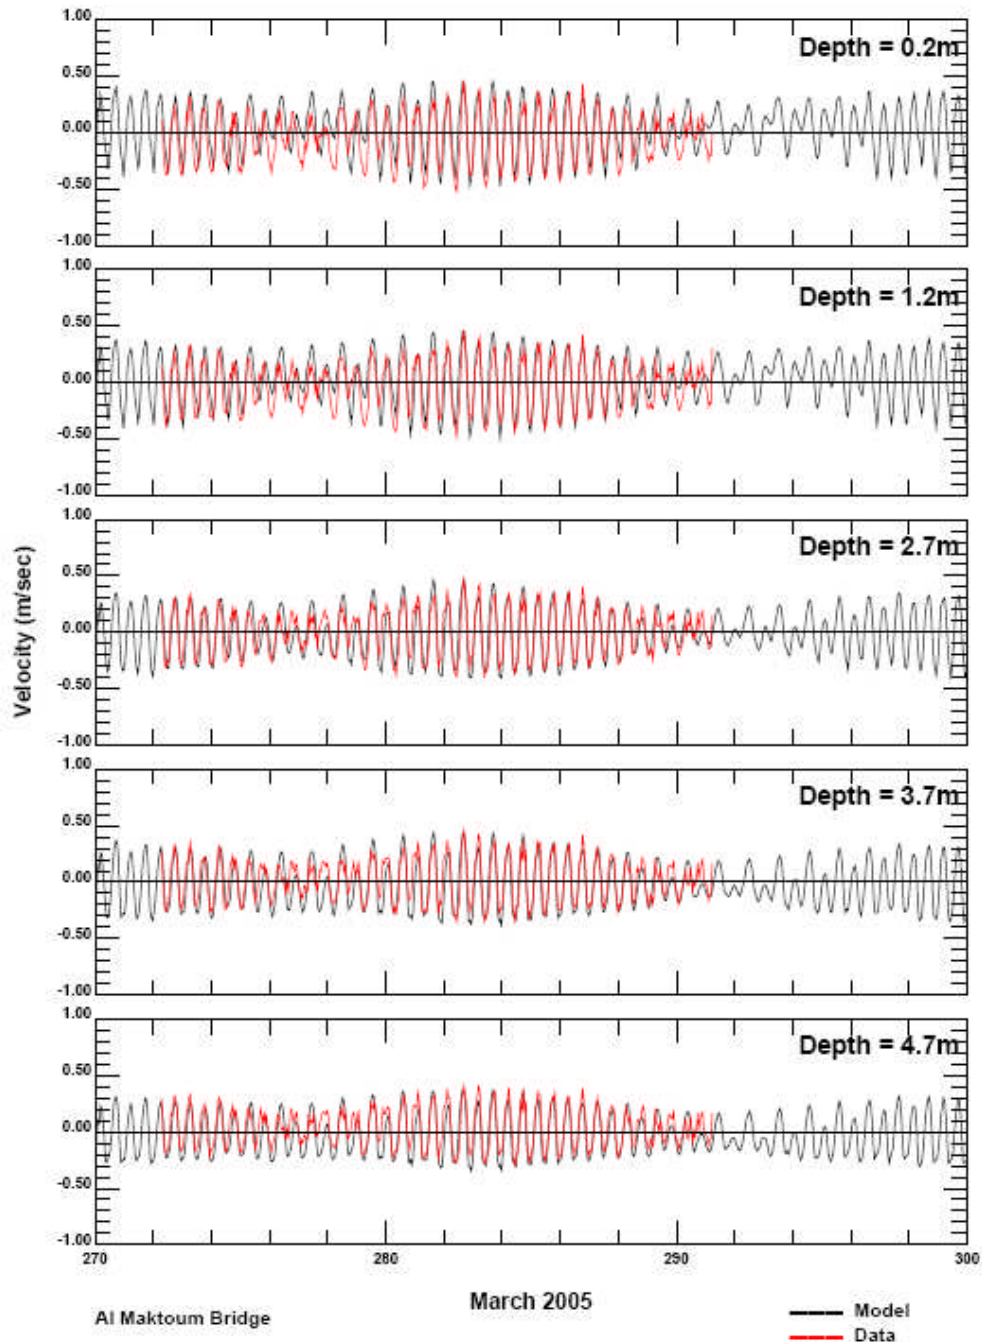 1.00
Depth = 0.2m
0.50
0.00
-0.50
-1.00
1.00
Depth = 1.2m
0.50
0.00
-0.50
-1.00
1.00
Depth = 2.7m
0.50
0.00
-0.50
-1.00
1.00
Depth = 3.7m
0.50
0.00
-0.50
-1.00
1.00
Depth = 4.7m
0.50
0.00
-0.50
-1.00
Velocity (m/sec)
270 280 290 300
March 2005
Al Maktoum Bridge
Model
Data